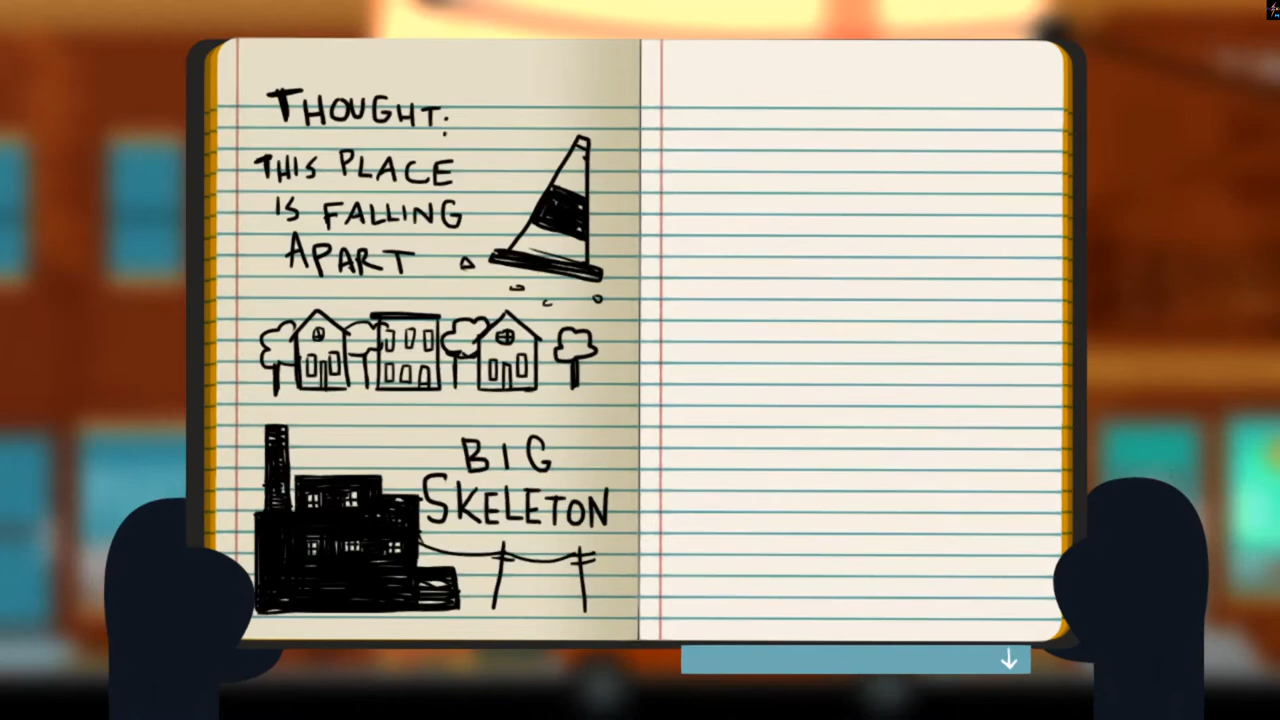 THOUGHT:
THIS PLACE
IS FALLING
APART
BIG
SKELETON